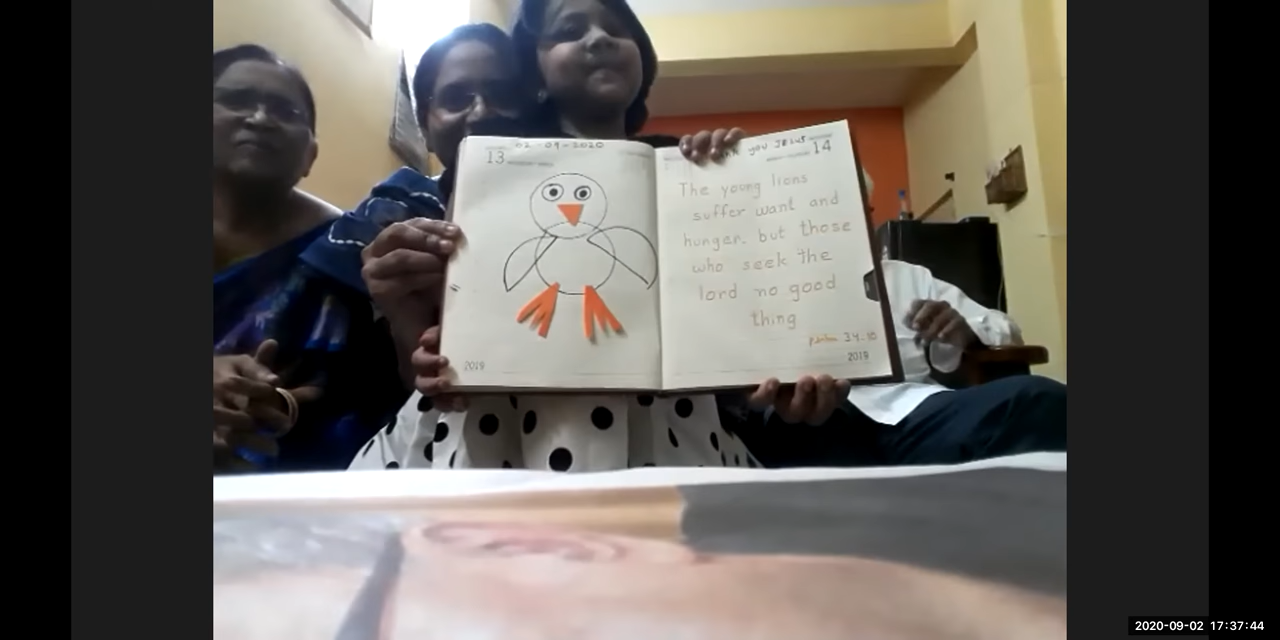 02-09-2020
13
2019
you JESUS
14
The young lions
suffer want and
hunger. but those
who seek the
lord no good
thing
34-10
2019
2020-09-02 17:37:44